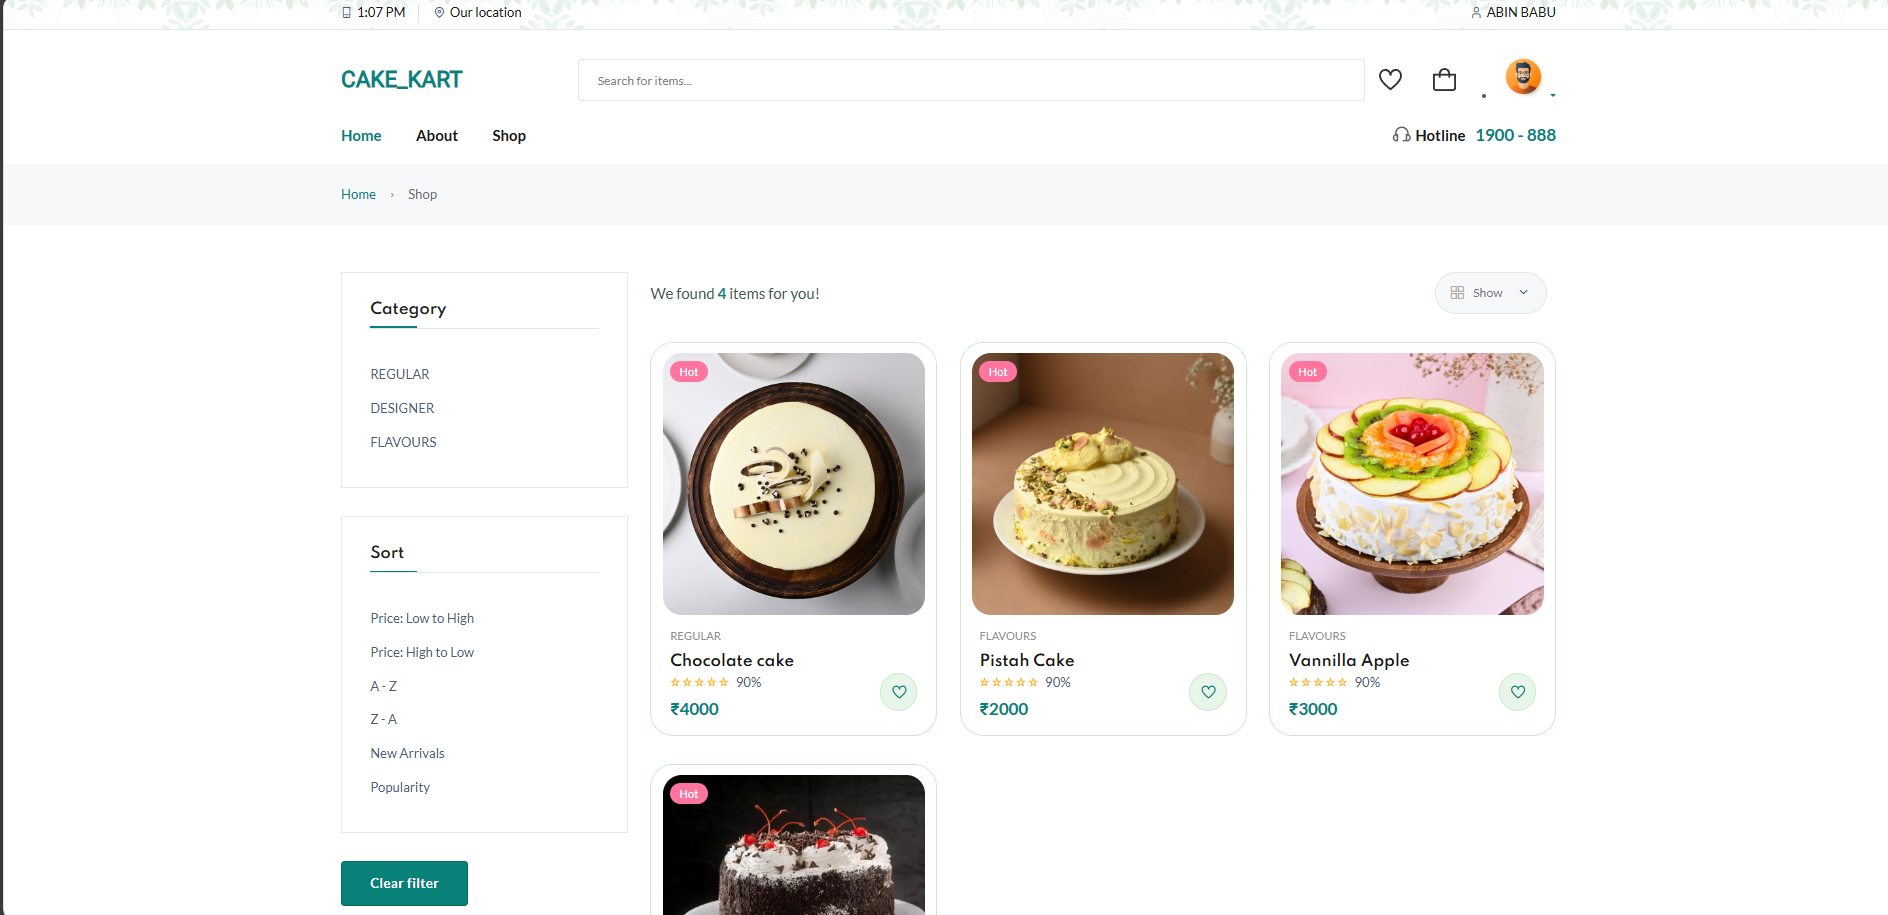 1:07 PM
Our location
ABIN BABU
CAKE_KART
Search for items...
Home
About
Shop
Hotline 1900 - 888
Home › Shop
Category
REGULAR
DESIGNER
FLAVOURS
Sort
Price: Low to High
Price: High to Low
A - Z
Z - A
New Arrivals
Popularity
Clear filter
We found 4 items for you!
Show
Hot
REGULAR
Chocolate cake
90%
₹4000
Hot
FLAVOURS
Pistah Cake
90%
₹2000
Hot
FLAVOURS
Vannilla Apple
90%
₹3000
Hot